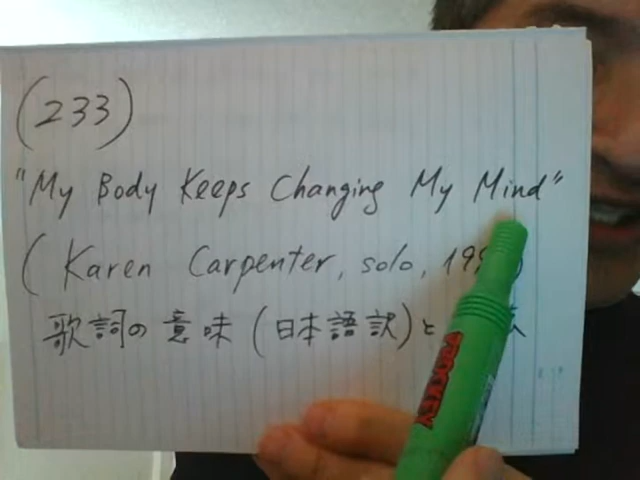 (233)
"My Body Keeps Changing My Mind"
(Karen Carpenter, solo, 19
歌詞の意味(日本語訳)と